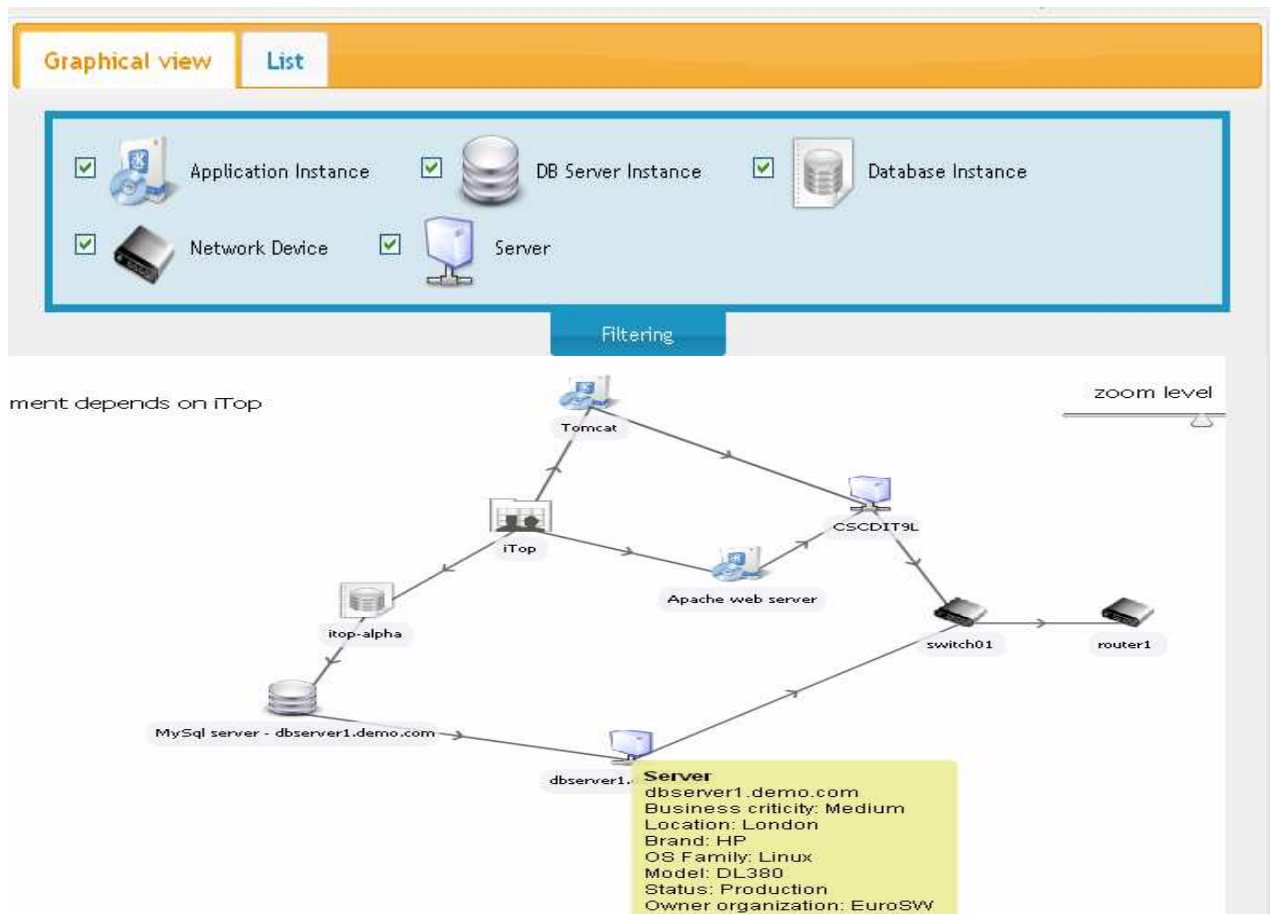 Graphical view
List
Application Instance
DB Server Instance
Database Instance
Network Device
Server
Filtering
ment depends on iTop
zoom level
Tomcat
iTop
CSCDIT9L
Apache web server
itop-alpha
switch01
router1
MySql server - dbserver1.demo.com
dbserver1.
Server
dbserver1.demo.com
Business criticity: Medium
Location: London
Brand: HP
OS Family: Linux
Model: DL380
Status: Production
Owner organization: EuroSW